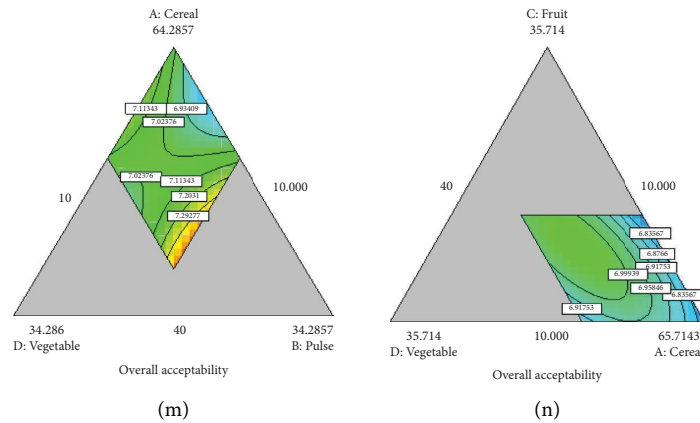 A: Cereal
64.2857
7.11343
6.93409
7.02376
7.02376
7.11343
7.2031
7.29277
10
10.000
34.286
40
34.2857
D: Vegetable
B: Pulse
Overall acceptability
(m)
C: Fruit
35.714
40
10.000
6.83567
6.8766
6.91753
6.99939
6.95846
6.83567
6.91753
35.714
10.000
65.7143
D: Vegetable
A: Cerea
Overall acceptability
(n)